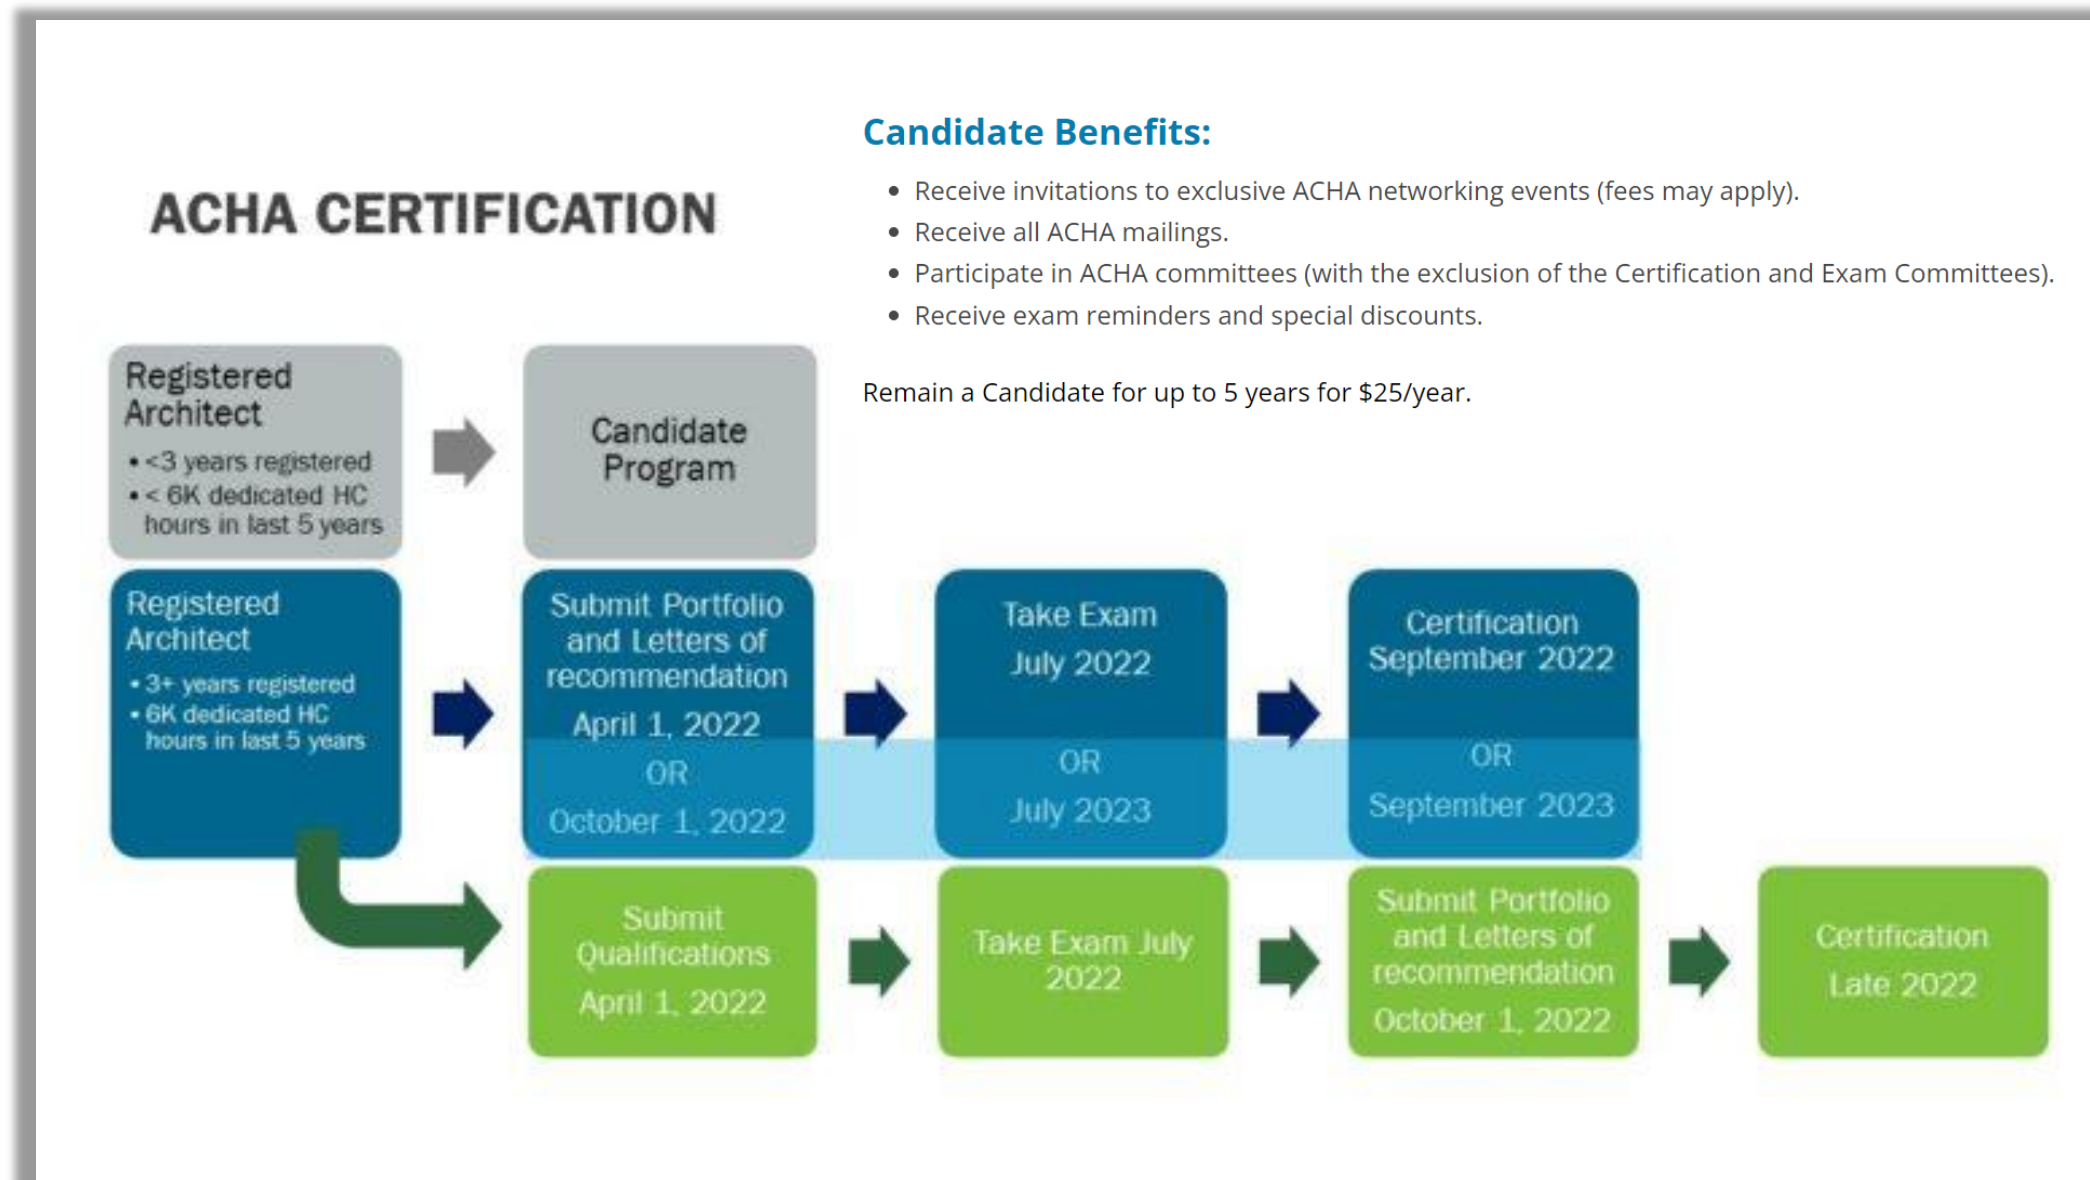 Candidate Benefits:
• Receive invitations to exclusive ACHA networking events (fees may apply).
• Receive all ACHA mailings.
• Participate in ACHA committees (with the exclusion of the Certification and Exam Committees).
• Receive exam reminders and special discounts.
Remain a Candidate for up to 5 years for $25/year.
ACHA CERTIFICATION
Registered
Architect
• <3 years registered
• < 6K dedicated HC
hours in last 5 years
Candidate
Program
Registered
Architect
• 3+ years registered
• 6K dedicated HC
hours in last 5 years
Submit Portfolio
and Letters of
recommendation
April 1, 2022
OR
October 1, 2022
Take Exam
July 2022
OR
July 2023
Certification
September 2022
OR
September 2023
Submit
Qualifications
April 1, 2022
Take Exam July
2022
Submit Portfolio
and Letters of
recommendation
October 1, 2022
Certification
Late 2022